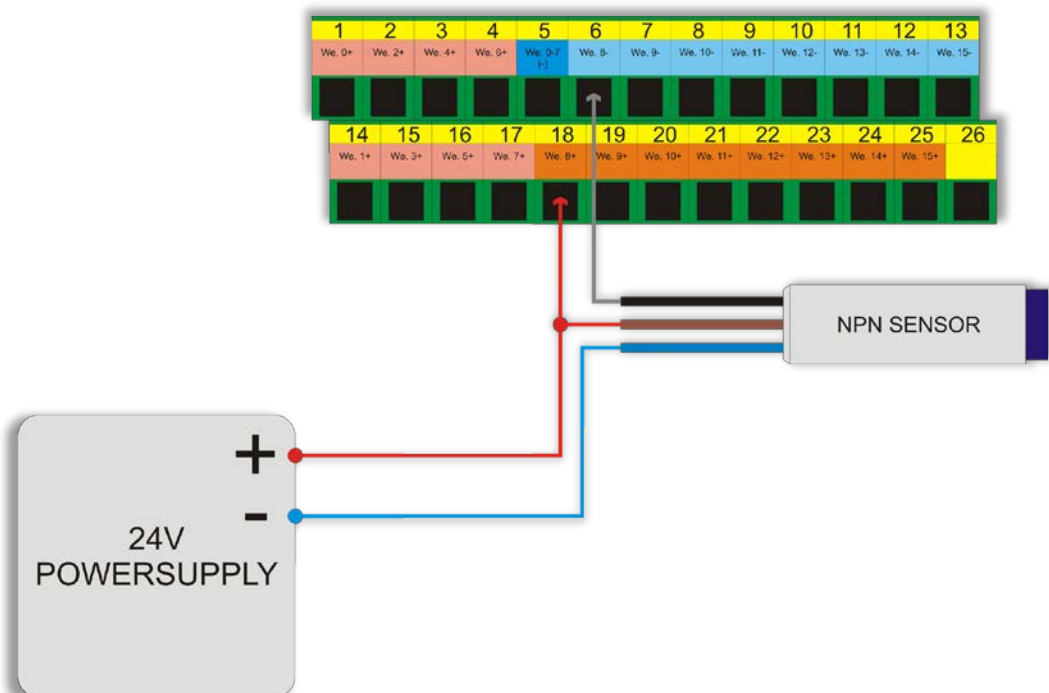 1 2 3 4 5 6 7 8 9 10 11 12 13
We. 0+ We. 2+ We. 4+ We. 6+ We. 0-7 We. 8- We. 9- We. 10- We. 11- We. 12- We. 13- We. 14- We. 15-
(-)
14 15 16 17 18 19 20 21 22 23 24 25 26
We. 1+ We. 3+ We. 5+ We. 7+ We. 8+ We. 9+ We. 10+ We. 11+ We. 12+ We. 13+ We. 14+ We. 15+
NPN SENSOR
+
-
24V
POWERSUPPLY